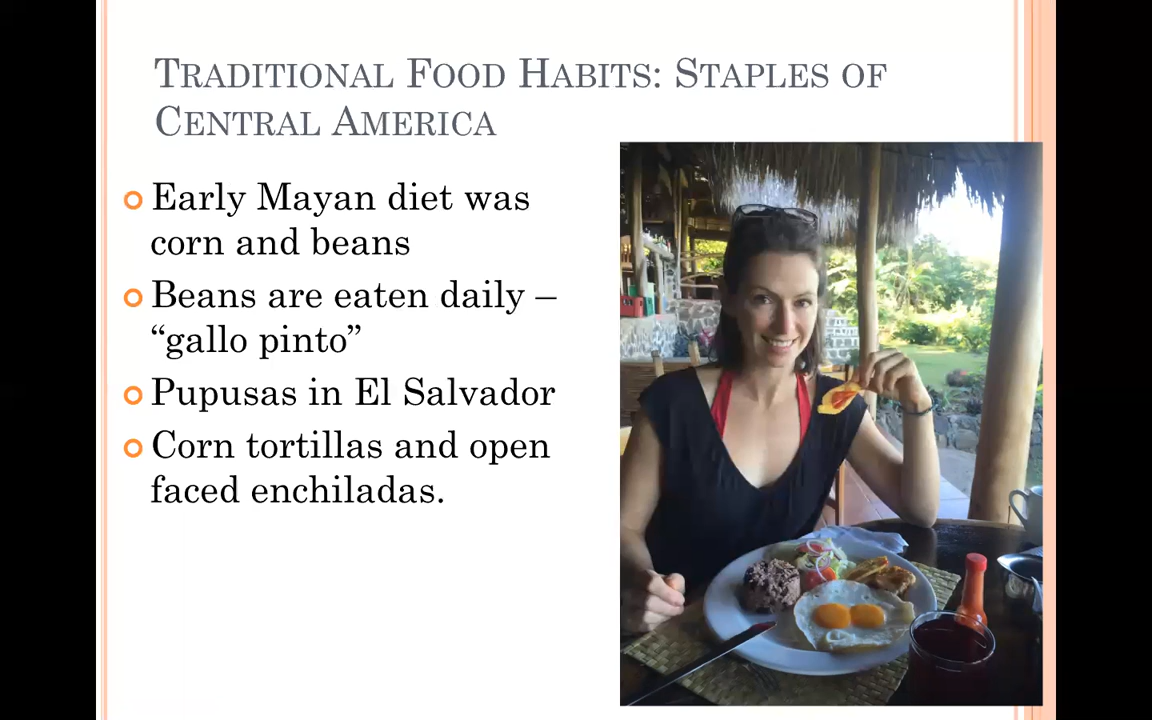 TRADITIONAL FOOD HABITS: STAPLES OF
CENTRAL AMERICA
Early Mayan diet was
corn and beans
Beans are eaten daily –
“gallo pinto”
Pupusas in El Salvador
Corn tortillas and open
faced enchiladas.